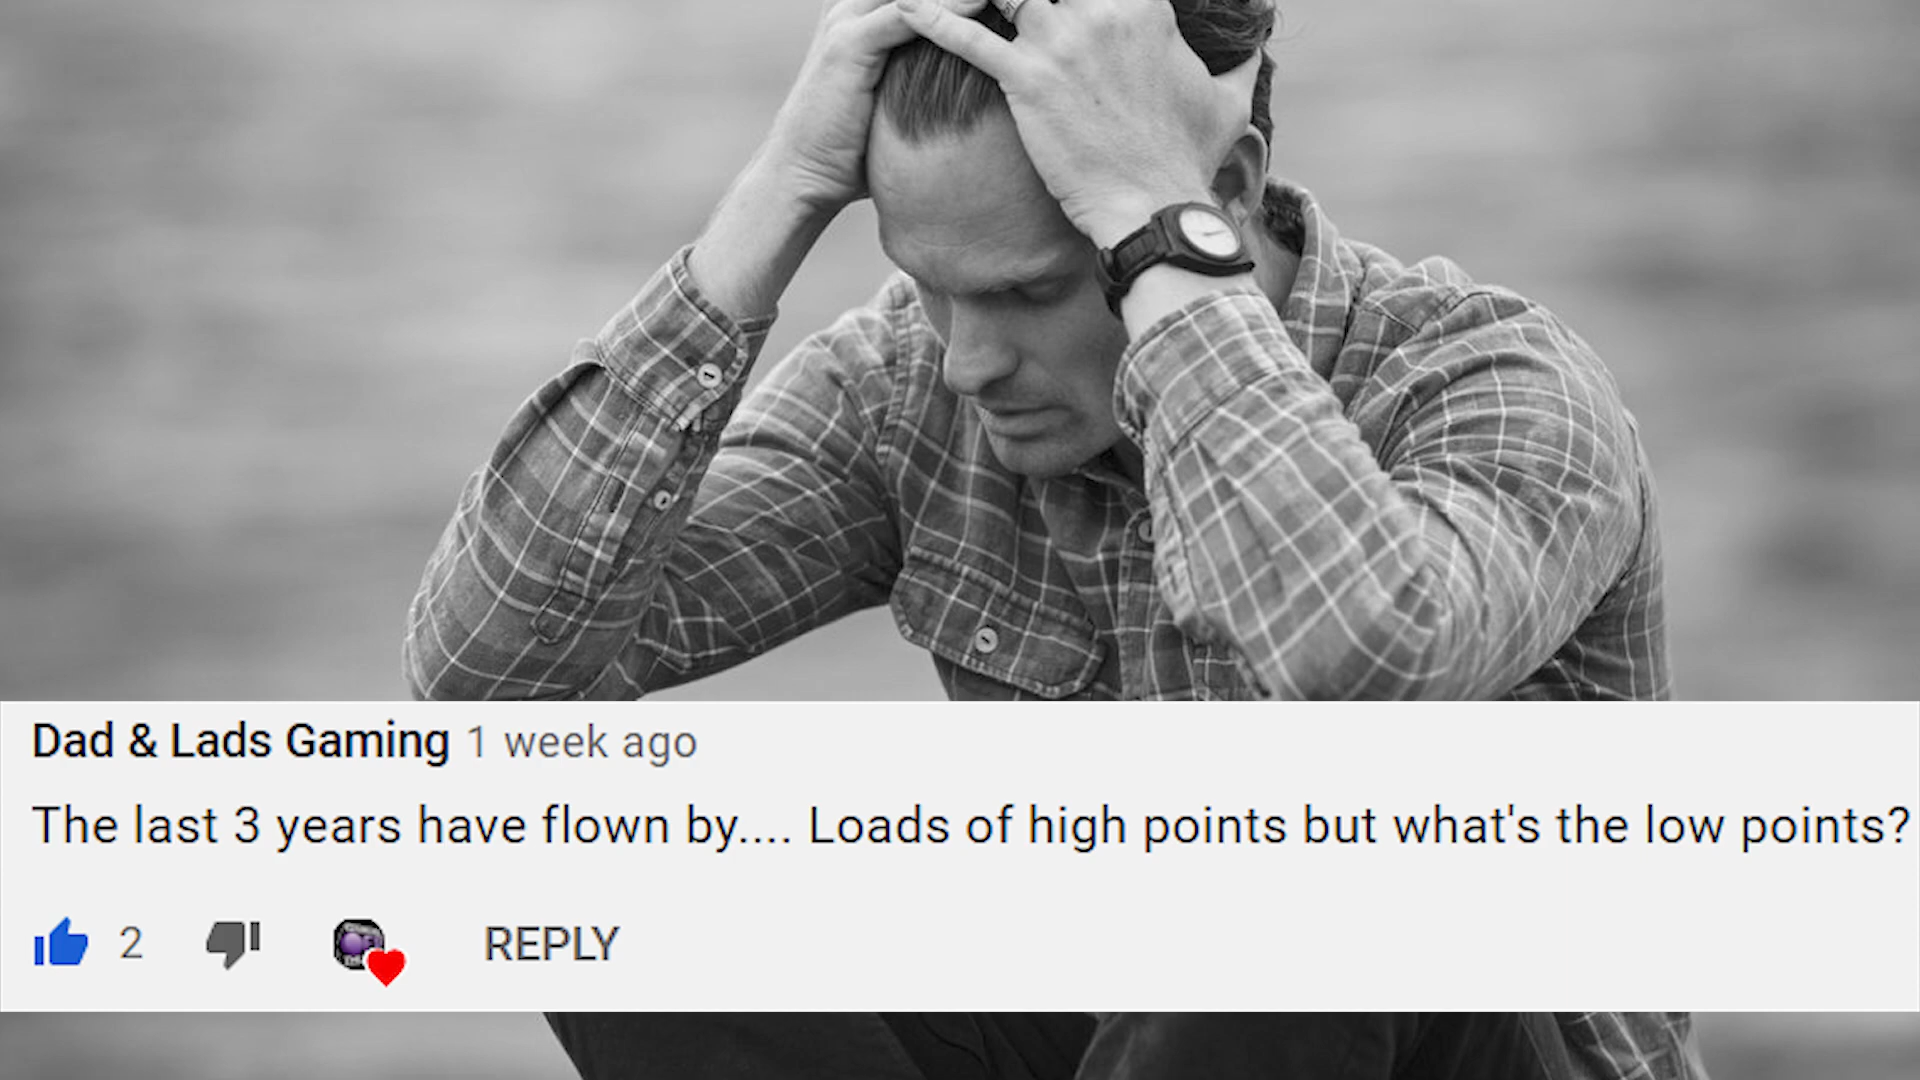 Dad & Lads Gaming 1 week ago
The last 3 years have flown by.... Loads of high points but what's the low points?
2
REPLY